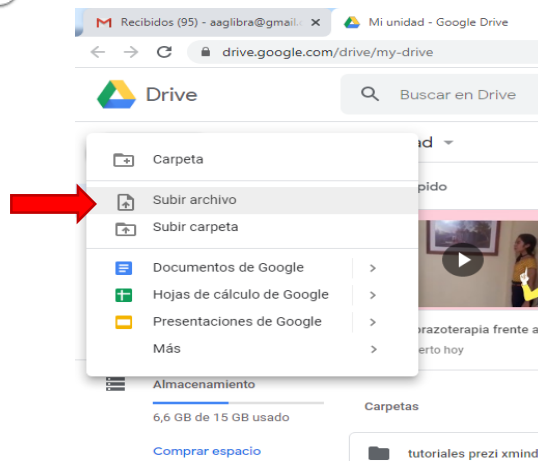 Recibidos (95) - aaglibra@gmail.
Mi unidad - Google Drive
drive.google.com/drive/my-drive
Drive
Buscar en Drive
Carpeta
Subir archivo
Subir carpeta
Documentos de Google
Hojas de cálculo de Google
Presentaciones de Google
Más
ad
pido
razoterapia frente a
erto hoy
Almacenamiento
6,6 GB de 15 GB usado
Comprar espacio
Carpetas
tutoriales prezi xmind